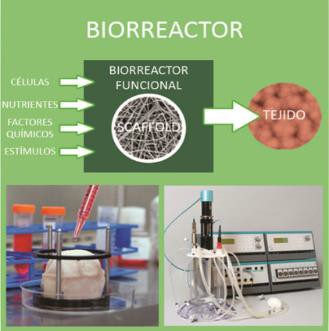 BIORREACTOR
BIORREACTOR
FUNCIONAL
CÉLULAS
NUTRIENTES
FACTORES
QUÍMICOS
ESTÍMULOS
SCAFFOLD
TEJIDO